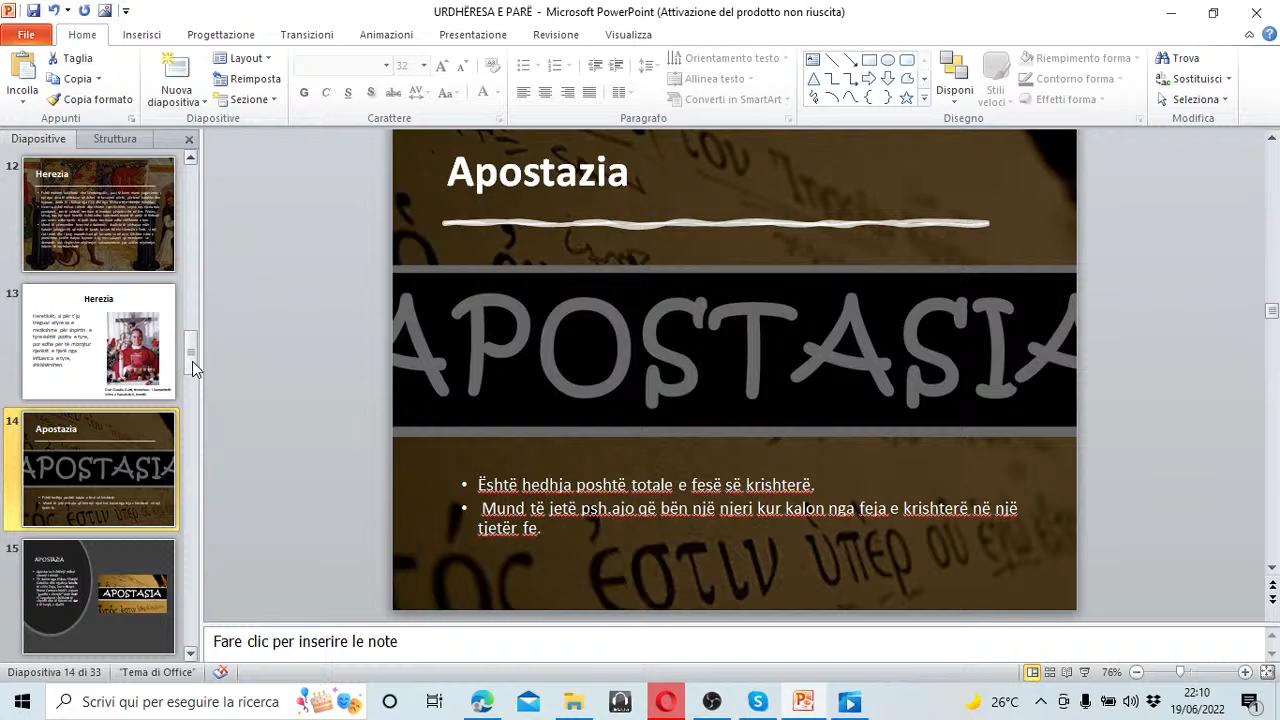 URDHËRESA E PARË - Microsoft PowerPoint (Attivazione del prodotto non riuscita)
File Home Inserisci Progettazione Transizioni Animazioni Presentazione Revisione Visualizza
Incolla
Taglia
Copia
Copia formato
Appunti
Nuova diapositiva
Layout
Reimposta
Sezione
Diapositive
32
Carattere
Paragrafo
Orientamento testo
Allinea testo
Converti in SmartArt
Disponi
Stili veloci
Riempimento forma
Contorno forma
Effetti forma
Disegno
Trova
Sostituisci
Seleziona
Modifica
Diapositive Struttura
12
Herezia
13
Herezia
14
Apostazia
APOSTASIA
15
APOSTAZIA
APOSTASIA
Apostazia
APOSTASIA
• Është hedhja poshtë totale e fesë së krishterë.
• Mund të jetë psh.ajo që bën një njeri kur kalon nga feja e krishterë në një
tjetër fe.
Fare clic per inserire le note
Diapositiva 14 di 33 "Tema di Office" 76%
Scrivi qui per eseguire la ricerca
26°C
22:10
19/06/2022